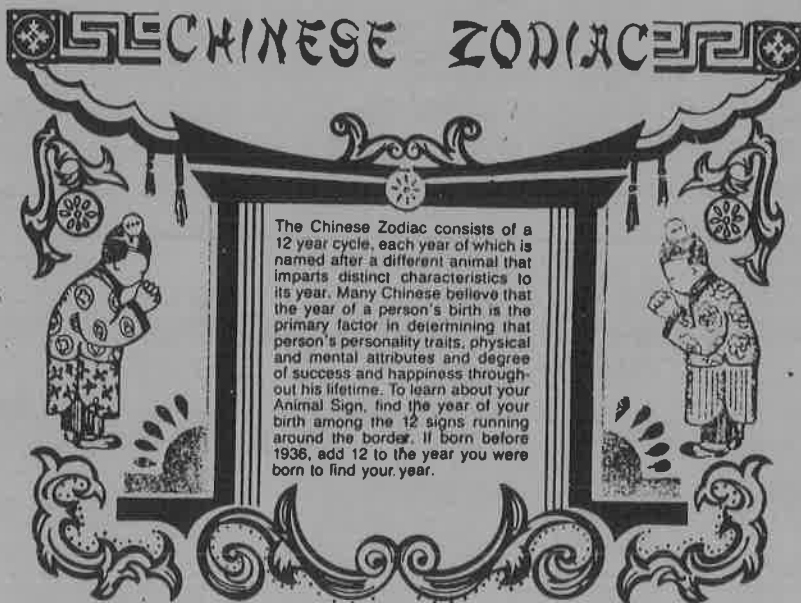 CHINESE ZODIAC
The Chinese Zodiac consists of a
12 year cycle, each year of which is
named after a different animal that
imparts distinct characteristics to
its year. Many Chinese believe that
the year of a person's birth is the
primary factor in determining that
person's personality traits, physical
and mental attributes and degree
of success and happiness through-
out his lifetime. To learn about your
Animal Sign, find the year of your
birth among the 12 signs running
around the border. If born before
1936, add 12 to the year you were
born to find your year.